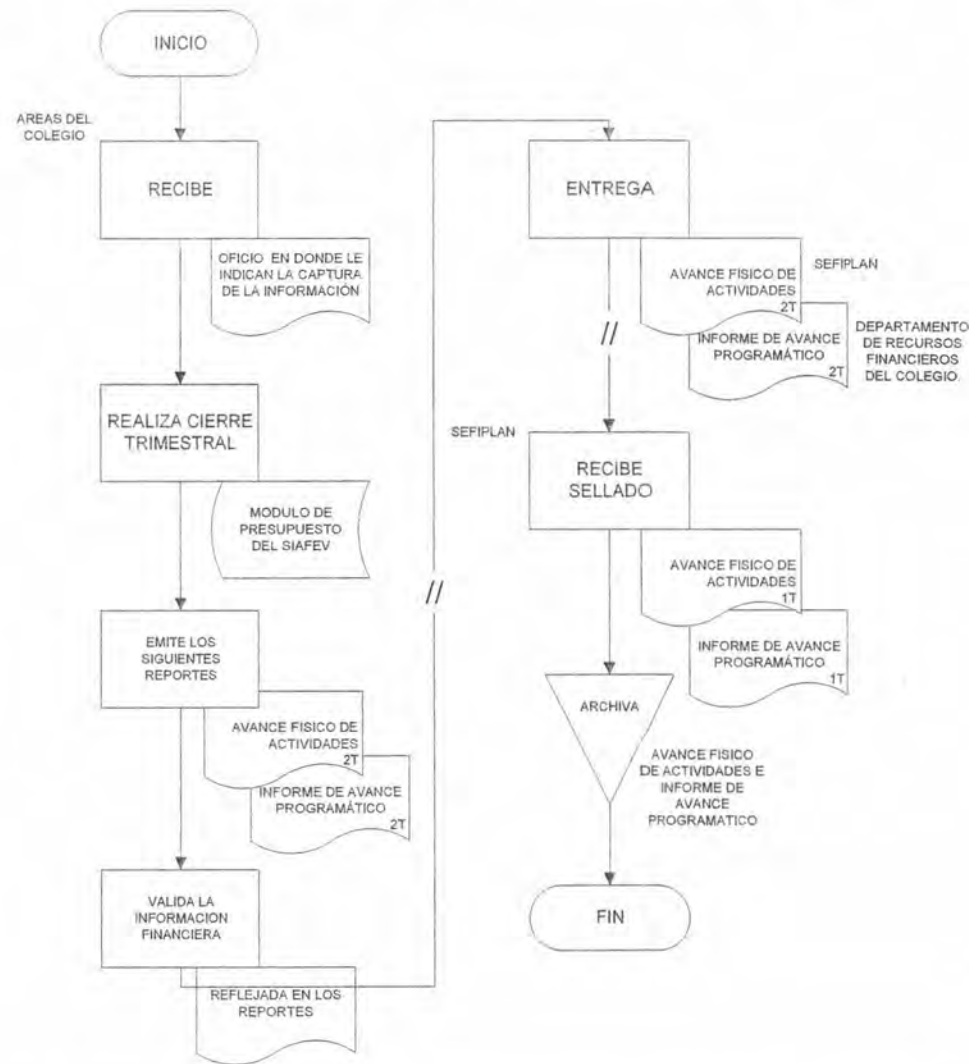 INICIO
AREAS DEL
COLEGIO
RECIBE
OFICIO EN DONDE LE
INDICAN LA CAPTURA
DE LA INFORMACIÓN
REALIZA CIERRE
TRIMESTRAL
MODULO DE
PRESUPUESTO
DEL SIAFEV
EMITE LOS
SIGUIENTES
REPORTES
AVANCE FISICO DE
ACTIVIDADES
2T
INFORME DE AVANCE
PROGRAMÁTICO
2T
VALIDA LA
INFORMACION
FINANCIERA
REFLEJADA EN LOS
REPORTES
//
ENTREGA
AVANCE FISICO DE
ACTIVIDADES
2T
SEFIPLAN
INFORME DE AVANCE
PROGRAMÁTICO
2T
DEPARTAMENTO
DE RECURSOS
FINANCIEROS
DEL COLEGIO.
//
SEFIPLAN
RECIBE
SELLADO
AVANCE FISICO DE
ACTIVIDADES
1T
INFORME DE AVANCE
PROGRAMÁTICO
1T
ARCHIVA
AVANCE FISICO
DE ACTIVIDADES E
INFORME DE
AVANCE
PROGRAMATICO
FIN